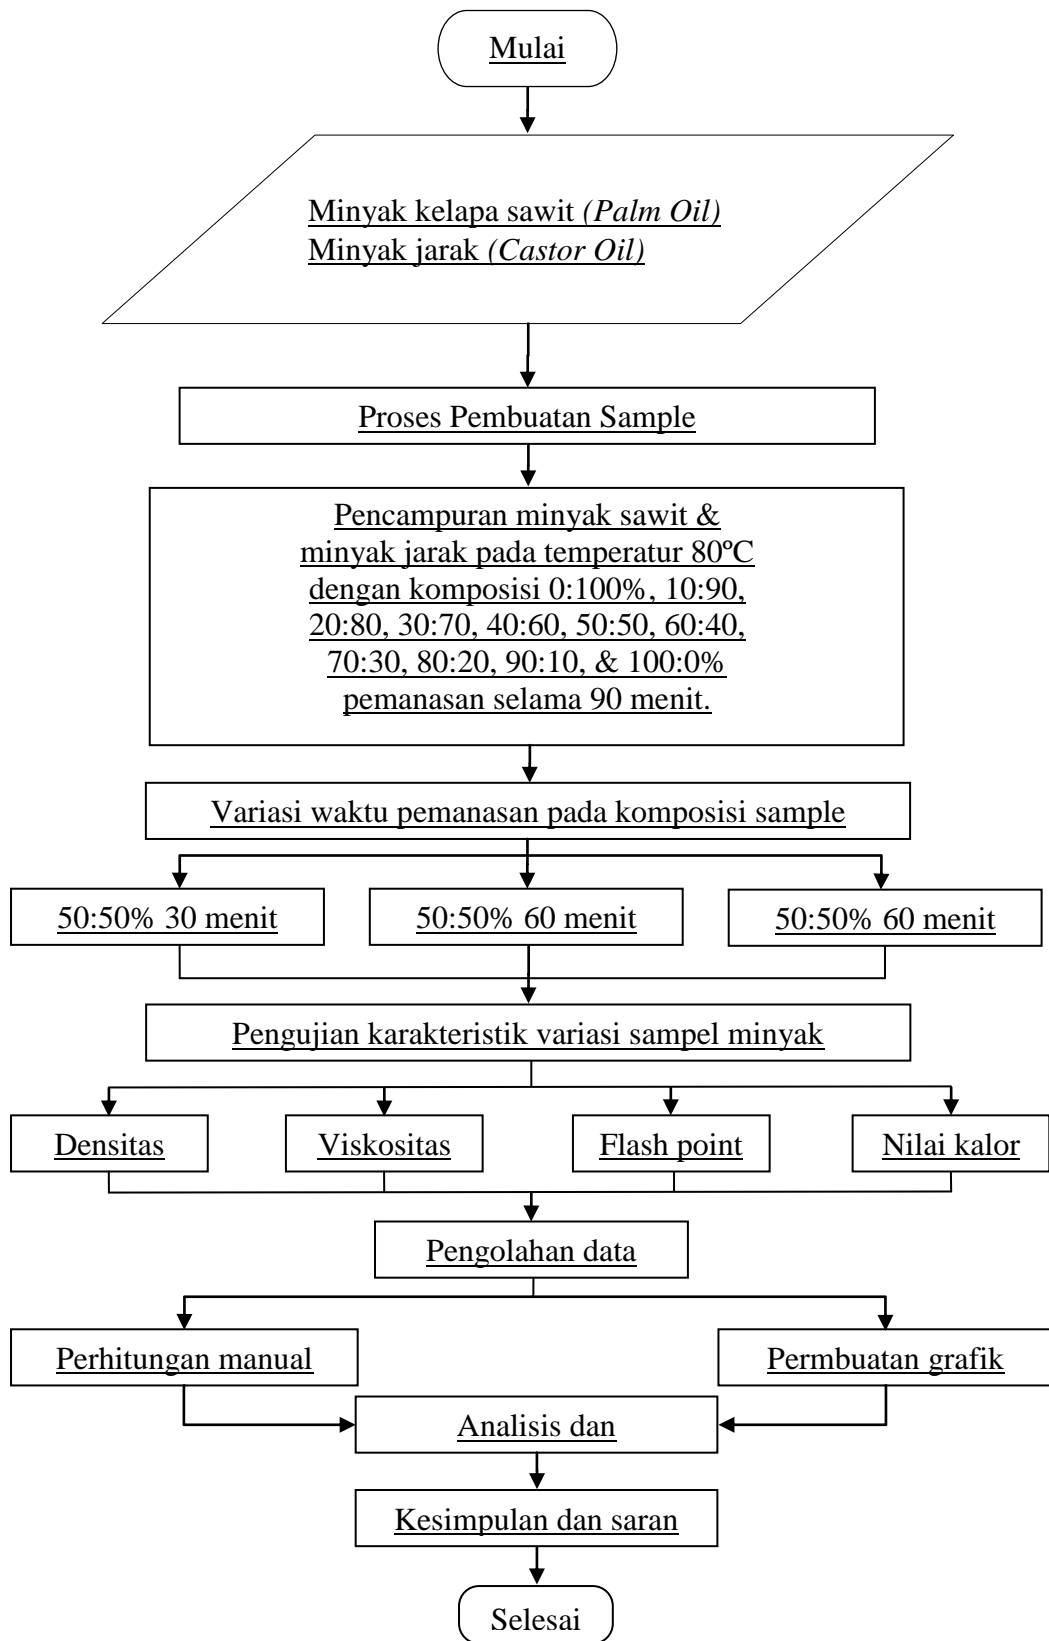 Mulai
Minyak kelapa sawit (Palm Oil)
Minyak jarak (Castor Oil)
Proses Pembuatan Sample
Pencampuran minyak sawit &
minyak jarak pada temperatur 80ºC
dengan komposisi 0:100%, 10:90,
20:80, 30:70, 40:60, 50:50, 60:40,
70:30, 80:20, 90:10, & 100:0%
pemanasan selama 90 menit.
Variasi waktu pemanasan pada komposisi sample
50:50% 30 menit
50:50% 60 menit
50:50% 60 menit
Pengujian karakteristik variasi sampel minyak
Densitas
Viskositas
Flash point
Nilai kalor
Pengolahan data
Perhitungan manual
Permbuatan grafik
Analisis dan
Kesimpulan dan saran
Selesai